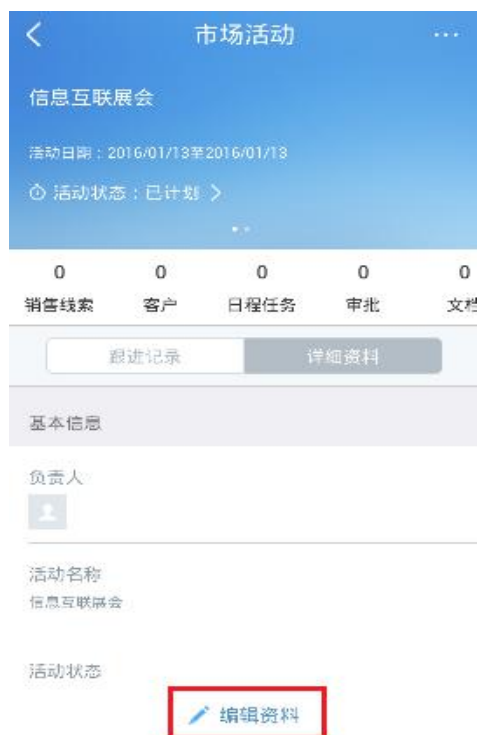 市场活动
信息互联展会
活动日期：2016/01/13至2016/01/13
活动状态：已计划
0 0 0 0 0
销售线索 客户 日程任务 审批 文档
跟进记录 详细资料
基本信息
负责人
活动名称
信息互联展会
活动状态
编辑资料